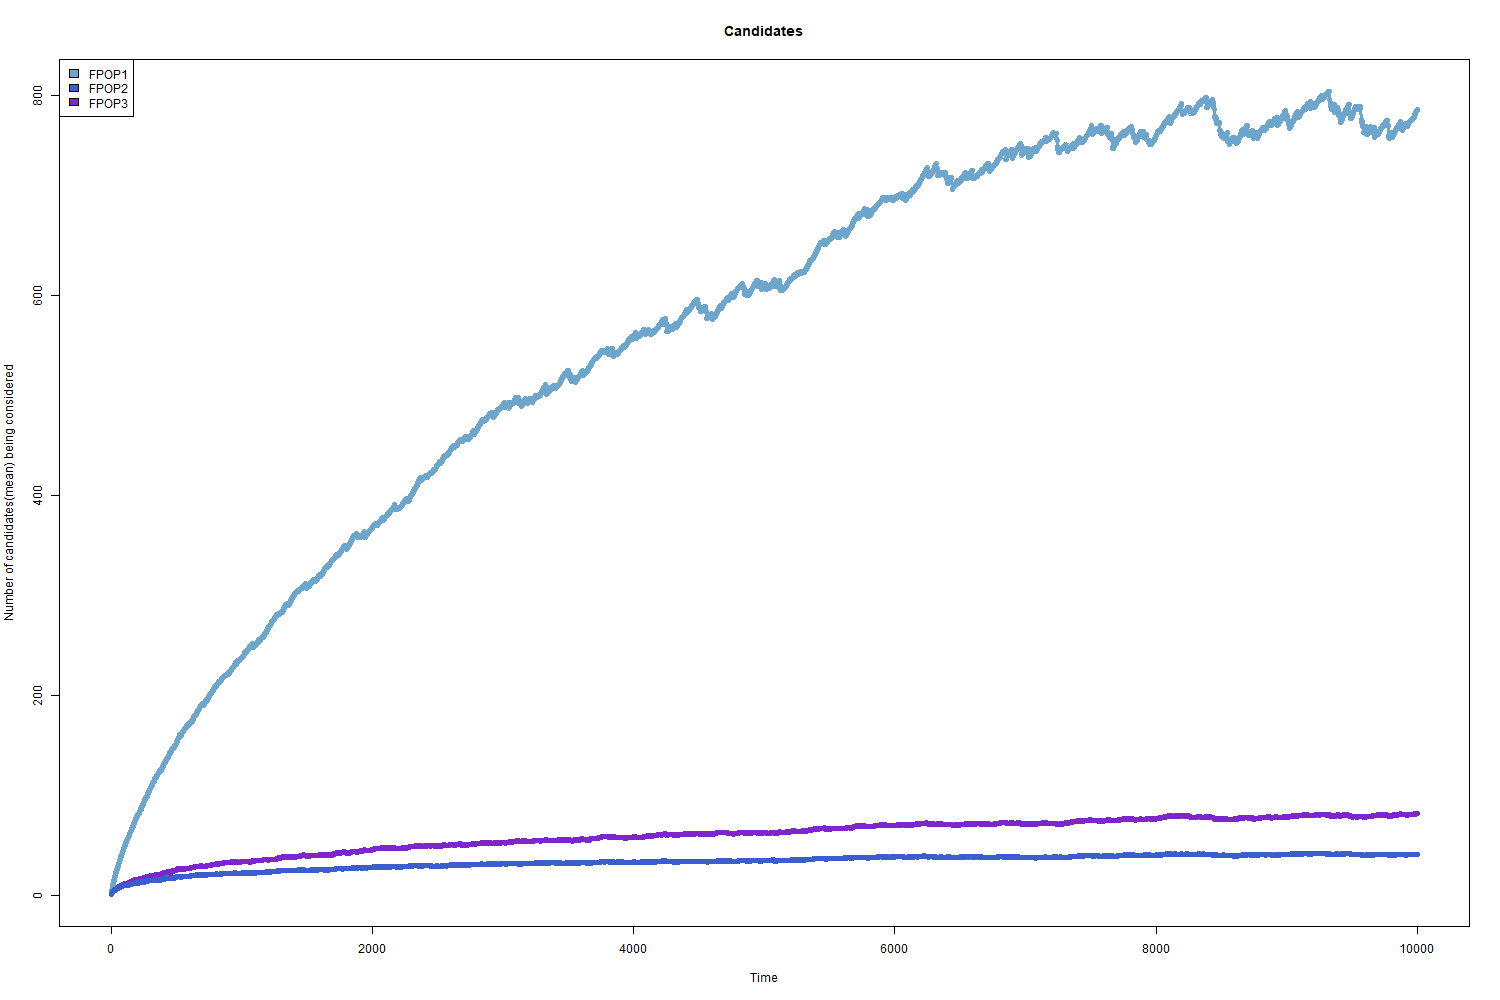 Candidates
FPOP1
FPOP2
FPOP3
800
600
400
200
0
Number of candidates(mean) being considered
0 2000 4000 6000 8000 10000
Time